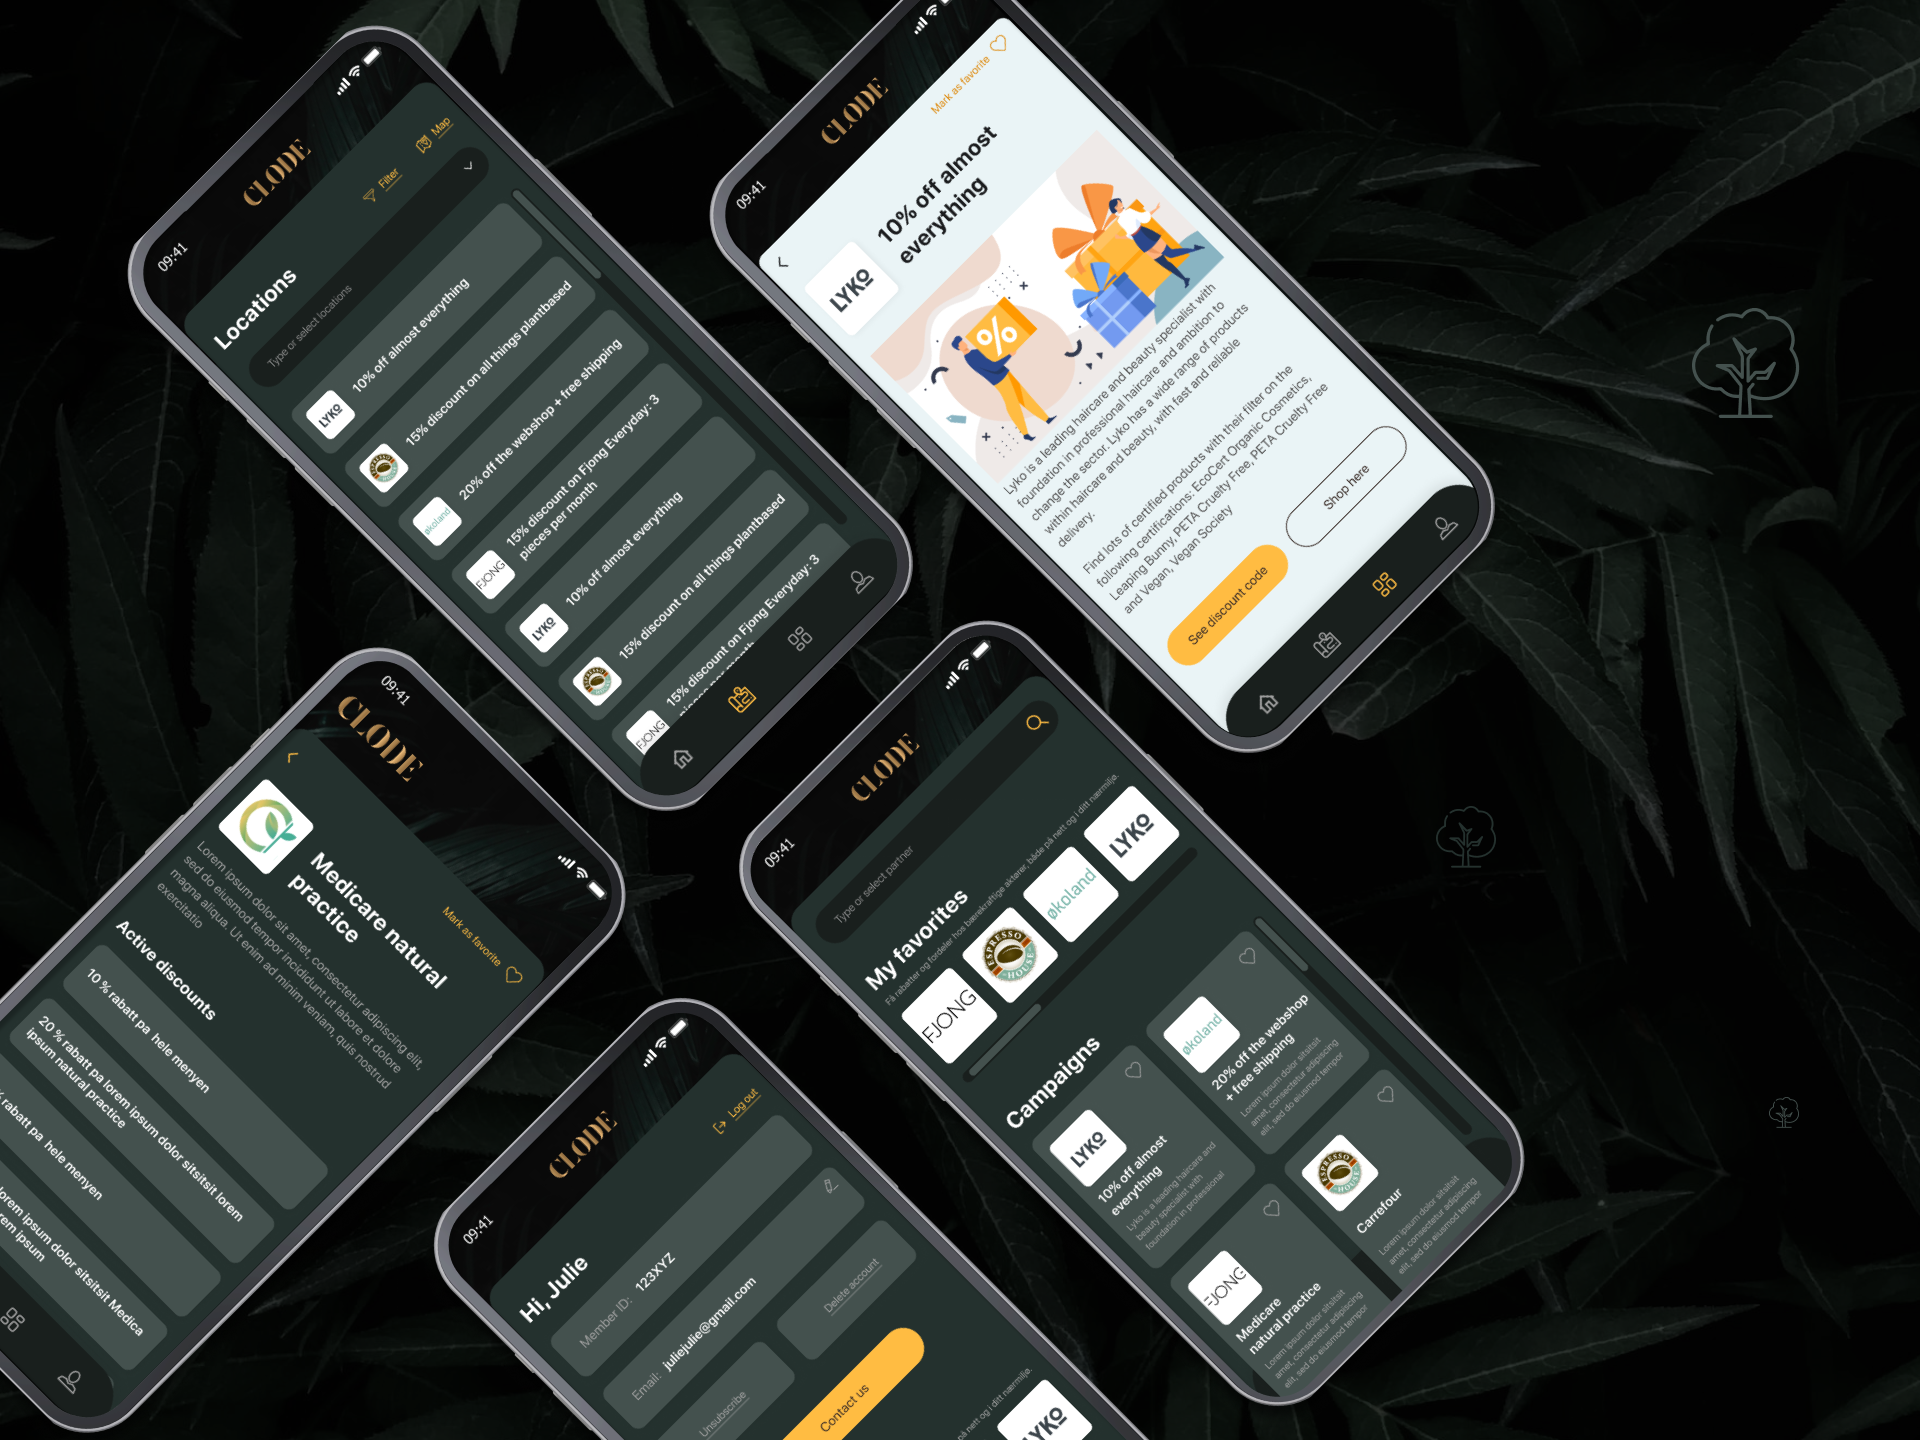 09:41
CLODE
Map
Filter
Locations
Type or select locations
LYKO
10% off almost everything
ESPRESSO HOUSE
15% discount on all things plantbased
økoland
20% off the webshop + free shipping
FJONG
15% discount on Fjong Everyday: 3
pieces per month
LYKO
10% off almost everything
15% discount on all things plantbased
FJONG
15% discount on Fjong Everyday: 3
pieces per month
09:41
CLODE
Mark as favorite
LYKO
10% off almost
everything
%
Lyko is a leading haircare and beauty specialist with
foundation in professional haircare and ambition to
change the sector. Lyko has a wide range of products
within haircare and beauty, with fast and reliable
delivery.
Find lots of certified products with their filter on the
following certifications: EcoCert Organic Cosmetics,
Leaping Bunny, PETA Cruelty Free, PETA Cruelty Free
and Vegan, Vegan Society
See discount code
Shop here
09:41
CLODE
Medicare natural
practice
Mark as favorite
Lorem ipsum dolor sit amet, consectetur adipiscing elit,
sed do eiusmod tempor incididunt ut labore et dolore
magna aliqua. Ut enim ad minim veniam, quis nostrud
exercitatio
Active discounts
10 % rabatt pa hele menyen
20 % rabatt pa lorem ipsum dolor sitsitsit lorem
ipsum natural practice
rabatt pa hele menyen
lorem ipsum dolor sitsitsit Medica
rem ipsum
09:41
CLODE
Log out
Hi, Julie
Member ID: 123XYZ
Email: juliejulie@gmail.com
Unsubscribe
Delete account
Contact us
på nett og i ditt nærmiljø.
LYKO
09:41
CLODE
Type or select partner
My favorites
Få rabatter og fordeler hos bærekraftige aktører, både på nett og i ditt nærmiljø.
FJONG
ESPRESSO HOUSE
økoland
LYKO
Campaigns
LYKO
10% off almost
everything
Lyko is a leading haircare and
beauty specialist with
foundation in professional
økoland
20% off the webshop
+ free shipping
Lorem ipsum dolor sitsitsit
amet, consectetur adipiscing
elit, sed do eiusmod tempor
FJONG
Medicare
natural practice
Lorem ipsum dolor sitsitsit
amet, consectetur adipiscing
elit, sed do eiusmod tempor
ESPRESSO HOUSE
Carrefour
Lorem ipsum dolor sitsitsit
amet, consectetur adipiscing
elit, sed do eiusmod tempor